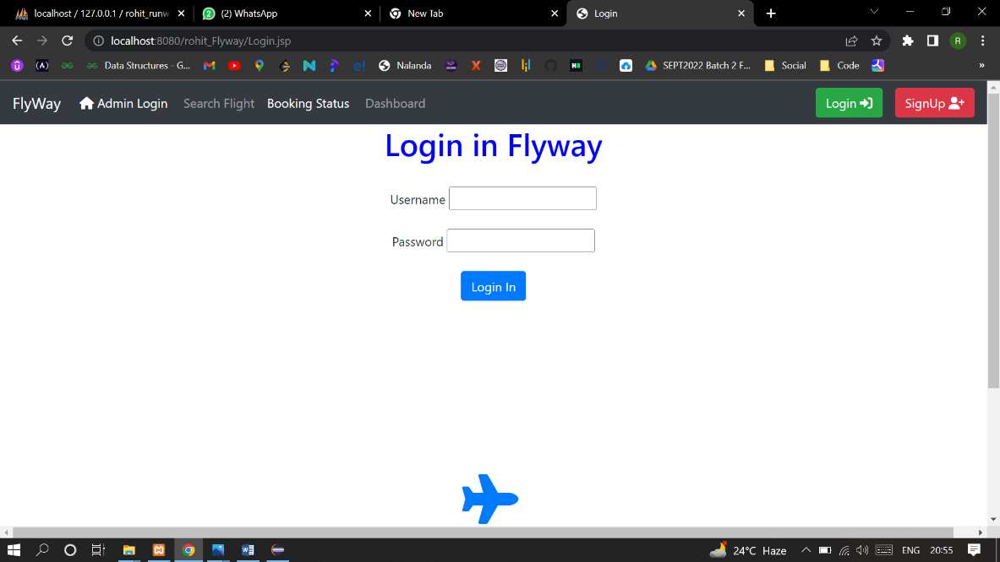 localhost / 127.0.0.1 / rohit_runw
(2) WhatsApp
New Tab
Login
localhost:8080/rohit_Flyway/Login.jsp
R
Data Structures - G...
Nalanda
SEPT2022 Batch 2 F...
Social
Code
»
FlyWay
Admin Login
Search Flight
Booking Status
Dashboard
Login
SignUp
Login in Flyway
Username
Password
Login In
24°C Haze
ENG
20:55